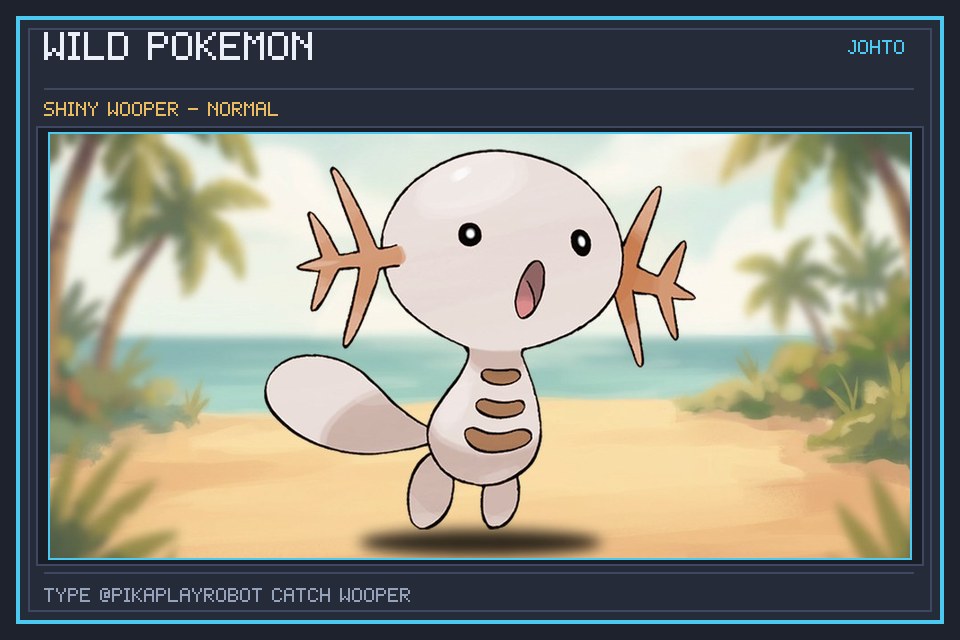 WILD POKEMON
JOHTO
SHINY WOOPER - NORMAL
TYPE @PIKAPLAYROBOT CATCH WOOPER